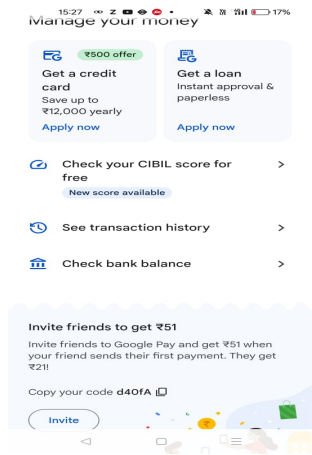 15:27 17%
Manage your money
₹500 offer
Get a credit
card
Save up to
₹12,000 yearly
Apply now
Get a loan
Instant approval &
paperless
Apply now
Check your CIBIL score for
free
New score available
See transaction history
Check bank balance
Invite friends to get ₹51
Invite friends to Google Pay and get ₹51 when
your friend sends their first payment. They get
₹21!
Copy your code d40fA
Invite